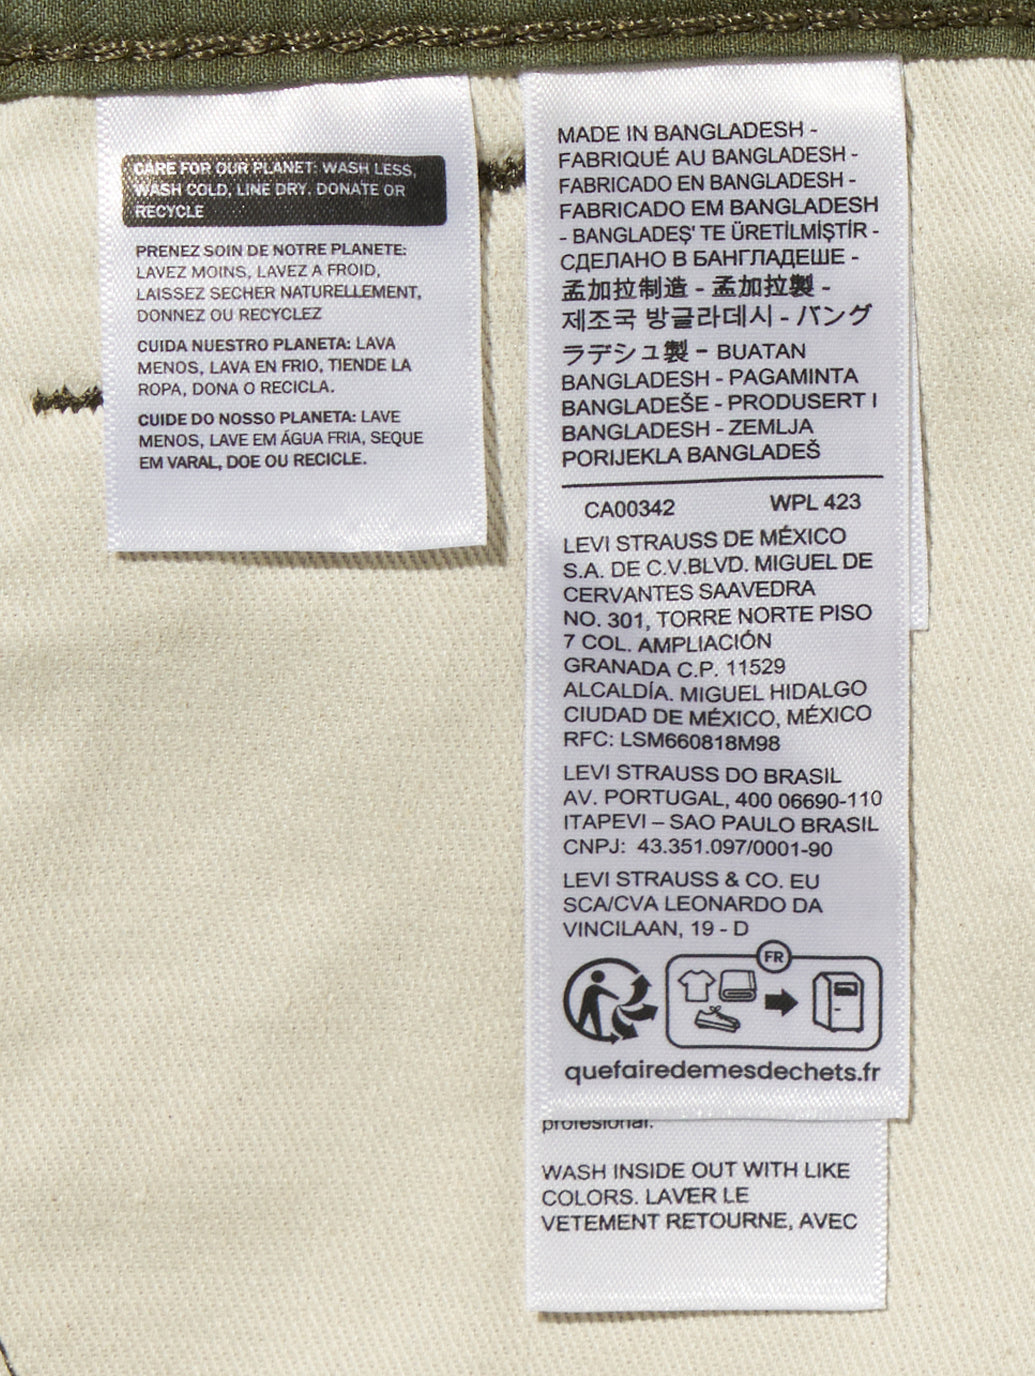 CARE FOR OUR PLANET: WASH LESS,
WASH COLD, LINE DRY. DONATE OR
RECYCLE
PRENEZ SOIN DE NOTRE PLANETE:
LAVEZ MOINS, LAVEZ A FROID,
LAISSEZ SECHER NATURELLEMENT,
DONNEZ OU RECYCLEZ
CUIDA NUESTRO PLANETA: LAVA
MENOS, LAVA EN FRIO, TIENDE LA
ROPA, DONA O RECICLA.
CUIDE DO NOSSO PLANETA: LAVE
MENOS, LAVE EM ÁGUA FRIA, SEQUE
EM VARAL, DOE OU RECICLE.
MADE IN BANGLADESH -
FABRIQUÉ AU BANGLADESH -
FABRICADO EN BANGLADESH -
FABRICADO EM BANGLADESH
- BANGLADEŞ' TE ÜRETİLMİŞTİR -
СДЕЛАНО В БАНГЛАДЕШЕ -
孟加拉制造 - 孟加拉製 -
제조국 방글라데시 - バング
ラデシュ製 - BUATAN
BANGLADESH - PAGAMINTA
BANGLADEŠE - PRODUSERT I
BANGLADESH - ZEMLJA
PORIJEKLA BANGLADEŠ
CA00342 WPL 423
LEVI STRAUSS DE MÉXICO
S.A. DE C.V.BLVD. MIGUEL DE
CERVANTES SAAVEDRA
NO. 301, TORRE NORTE PISO
7 COL. AMPLIACIÓN
GRANADA C.P. 11529
ALCALDÍA. MIGUEL HIDALGO
CIUDAD DE MÉXICO, MÉXICO
RFC: LSM660818M98
LEVI STRAUSS DO BRASIL
AV. PORTUGAL, 400 06690-110
ITAPEVI – SAO PAULO BRASIL
CNPJ: 43.351.097/0001-90
LEVI STRAUSS & CO. EU
SCA/CVA LEONARDO DA
VINCILAAN, 19 - D
FR
quefairedemesdechets.fr
profesional.
WASH INSIDE OUT WITH LIKE
COLORS. LAVER LE
VETEMENT RETOURNE, AVEC